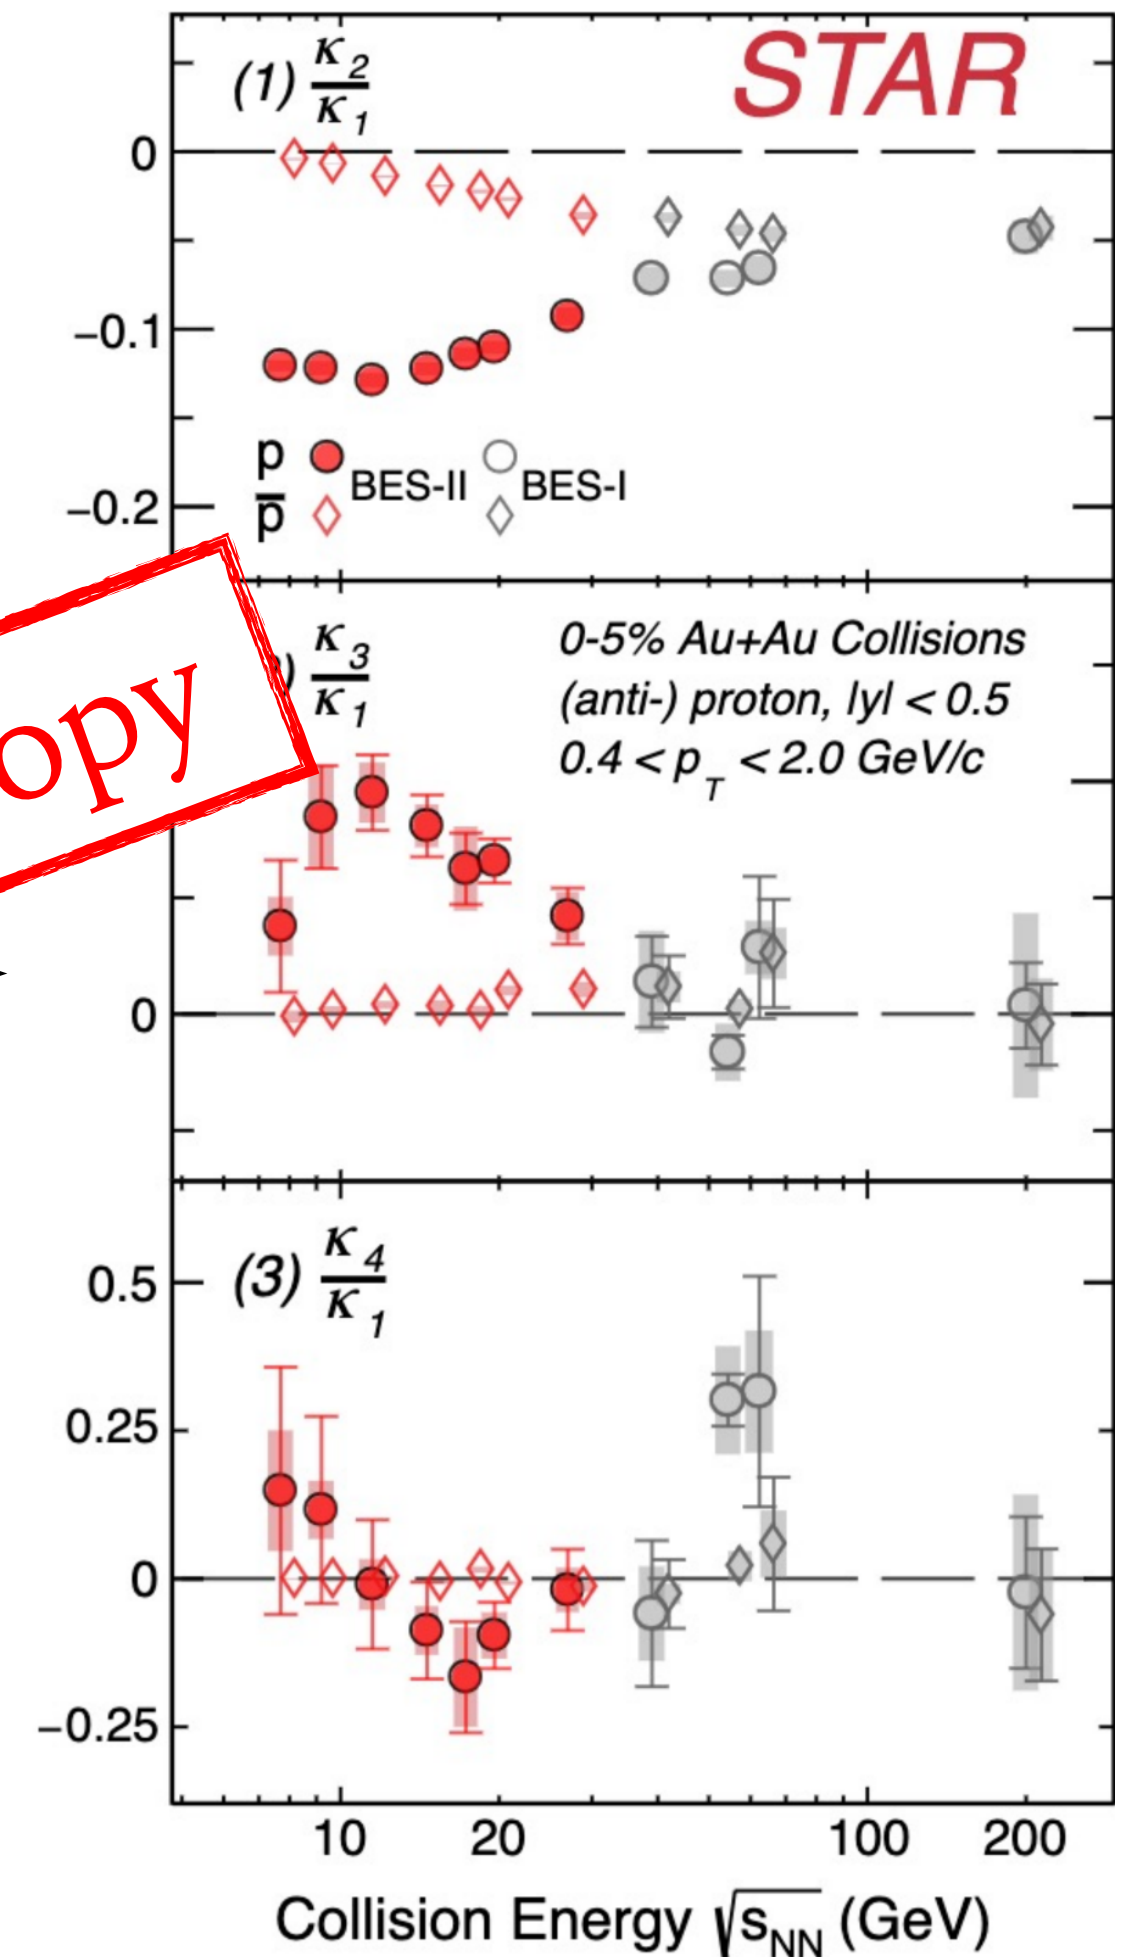 (1) κ2/κ1
STAR
0
−0.1
−0.2
p BES-II BES-I
p̅
opy
) κ3/κ1
0-5% Au+Au Collisions
(anti-) proton, |y| < 0.5
0.4 < pT < 2.0 GeV/c
0
(3) κ4/κ1
0.5
0.25
0
−0.25
10 20 100 200
Collision Energy √sNN (GeV)